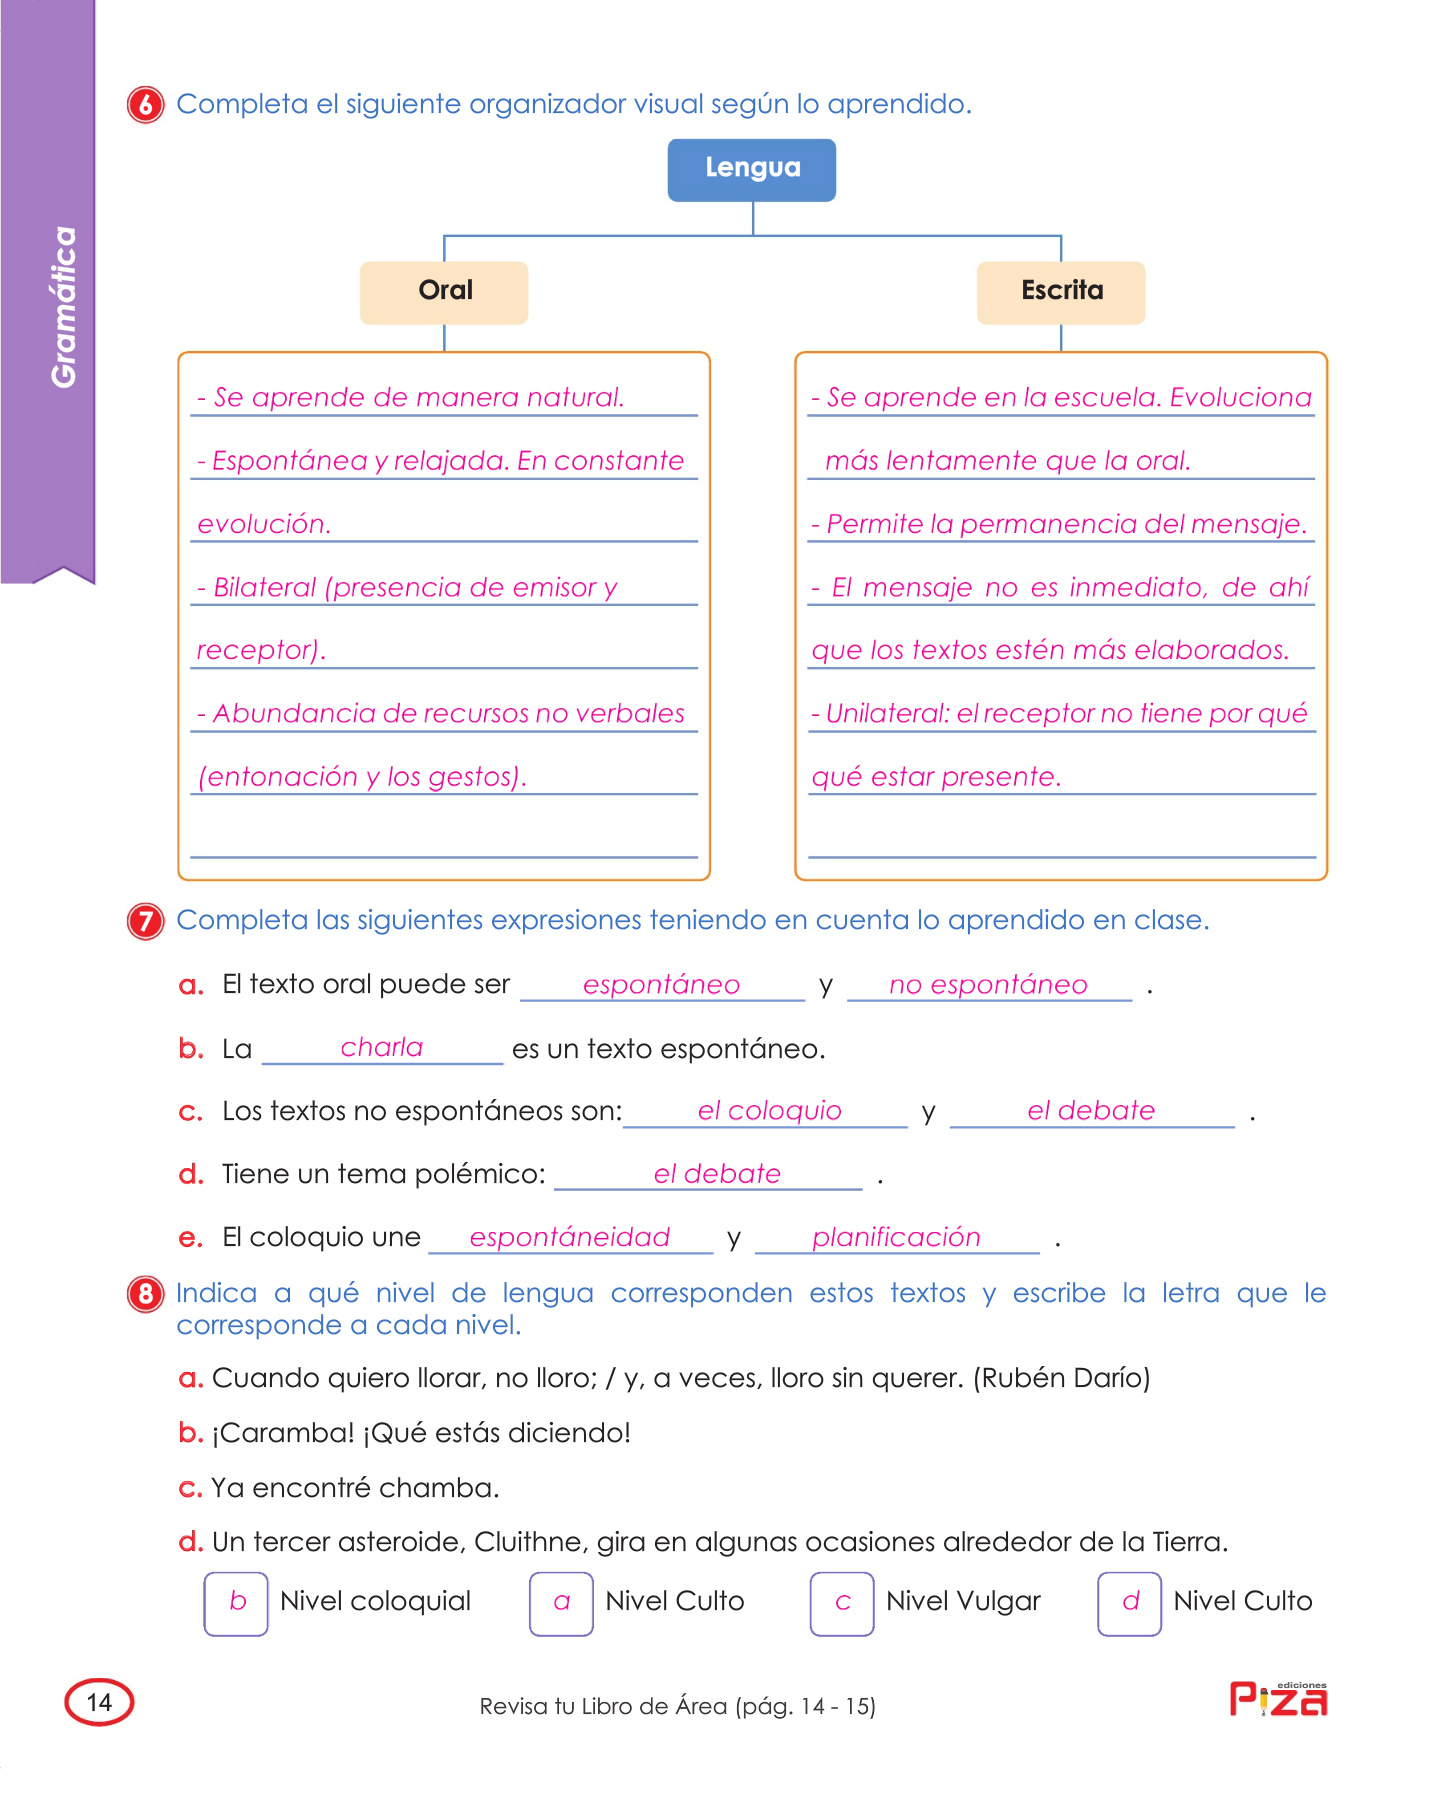 Gramática
6 Completa el siguiente organizador visual según lo aprendido.
Lengua
Oral
- Se aprende de manera natural.
- Espontánea y relajada. En constante
evolución.
- Bilateral (presencia de emisor y
receptor).
- Abundancia de recursos no verbales
(entonación y los gestos).
Escrita
- Se aprende en la escuela. Evoluciona
más lentamente que la oral.
- Permite la permanencia del mensaje.
- El mensaje no es inmediato, de ahí
que los textos estén más elaborados.
- Unilateral: el receptor no tiene por qué
qué estar presente.
7 Completa las siguientes expresiones teniendo en cuenta lo aprendido en clase.
a. El texto oral puede ser espontáneo y no espontáneo .
b. La charla es un texto espontáneo.
c. Los textos no espontáneos son: el coloquio y el debate .
d. Tiene un tema polémico: el debate .
e. El coloquio une espontáneidad y planificación .
8 Indica a qué nivel de lengua corresponden estos textos y escribe la letra que le
corresponde a cada nivel.
a. Cuando quiero llorar, no lloro; / y, a veces, lloro sin querer. (Rubén Darío)
b. ¡Caramba! ¡Qué estás diciendo!
c. Ya encontré chamba.
d. Un tercer asteroide, Cluithne, gira en algunas ocasiones alrededor de la Tierra.
b Nivel coloquial a Nivel Culto c Nivel Vulgar d Nivel Culto
14
Revisa tu Libro de Área (pág. 14 - 15)
ediciones
Piza